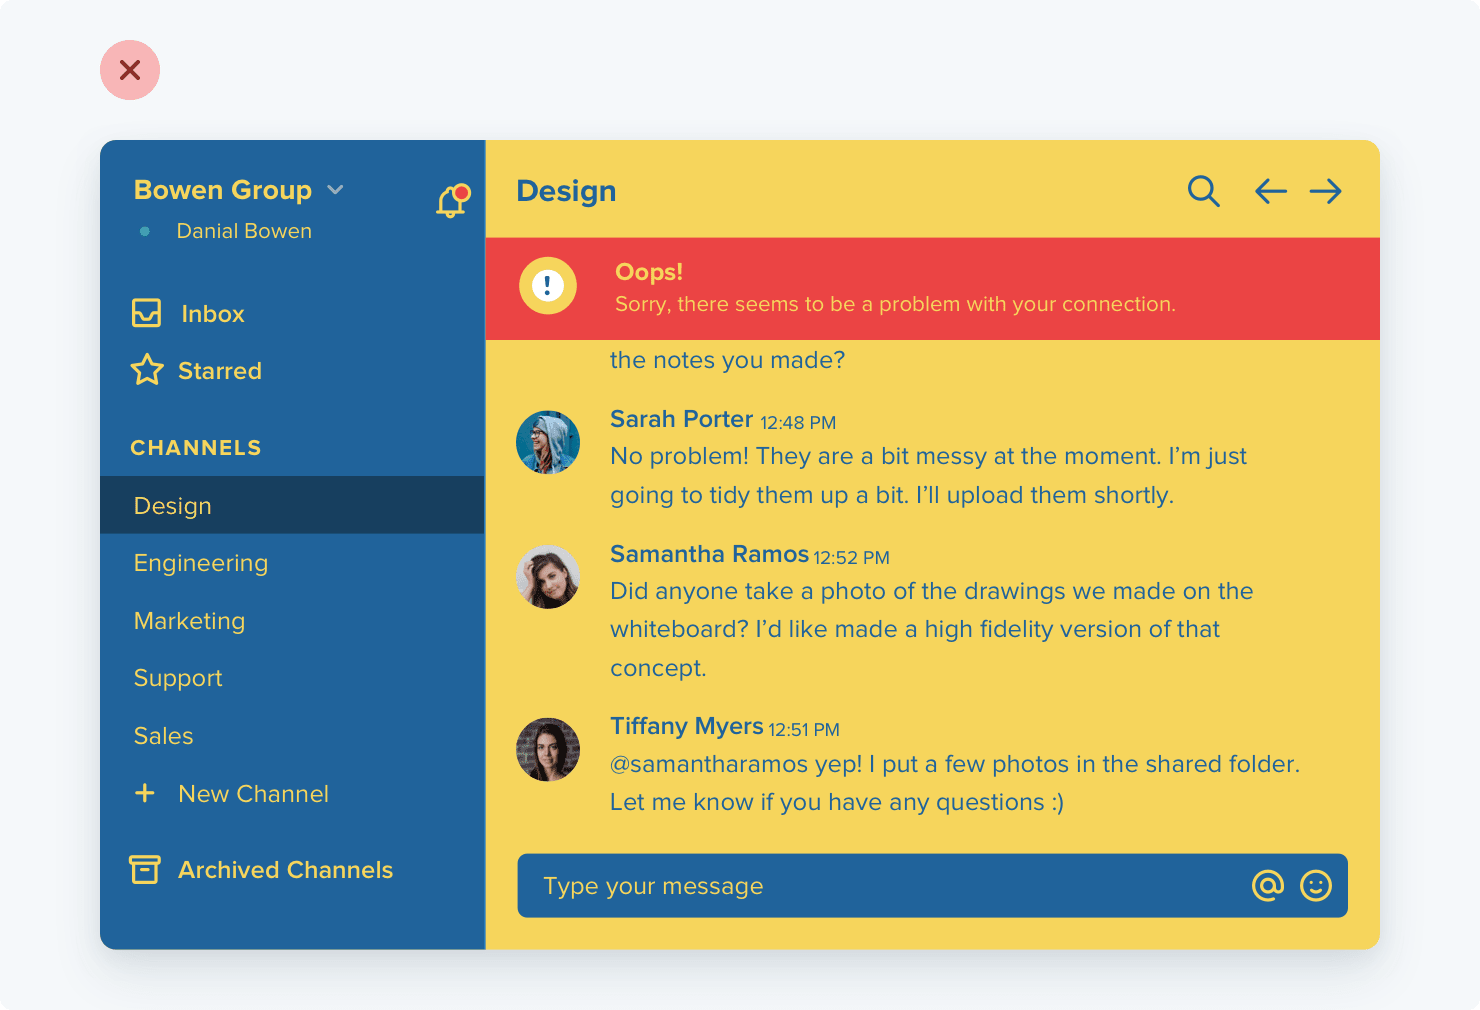 Bowen Group
Danial Bowen
Inbox
Starred
CHANNELS
Design
Engineering
Marketing
Support
Sales
New Channel
Archived Channels
Design
Oops!
Sorry, there seems to be a problem with your connection.
the notes you made?
Sarah Porter 12:48 PM
No problem! They are a bit messy at the moment. I’m just
going to tidy them up a bit. I’ll upload them shortly.
Samantha Ramos 12:52 PM
Did anyone take a photo of the drawings we made on the
whiteboard? I’d like made a high fidelity version of that
concept.
Tiffany Myers 12:51 PM
@samantharamos yep! I put a few photos in the shared folder.
Let me know if you have any questions :)
Type your message